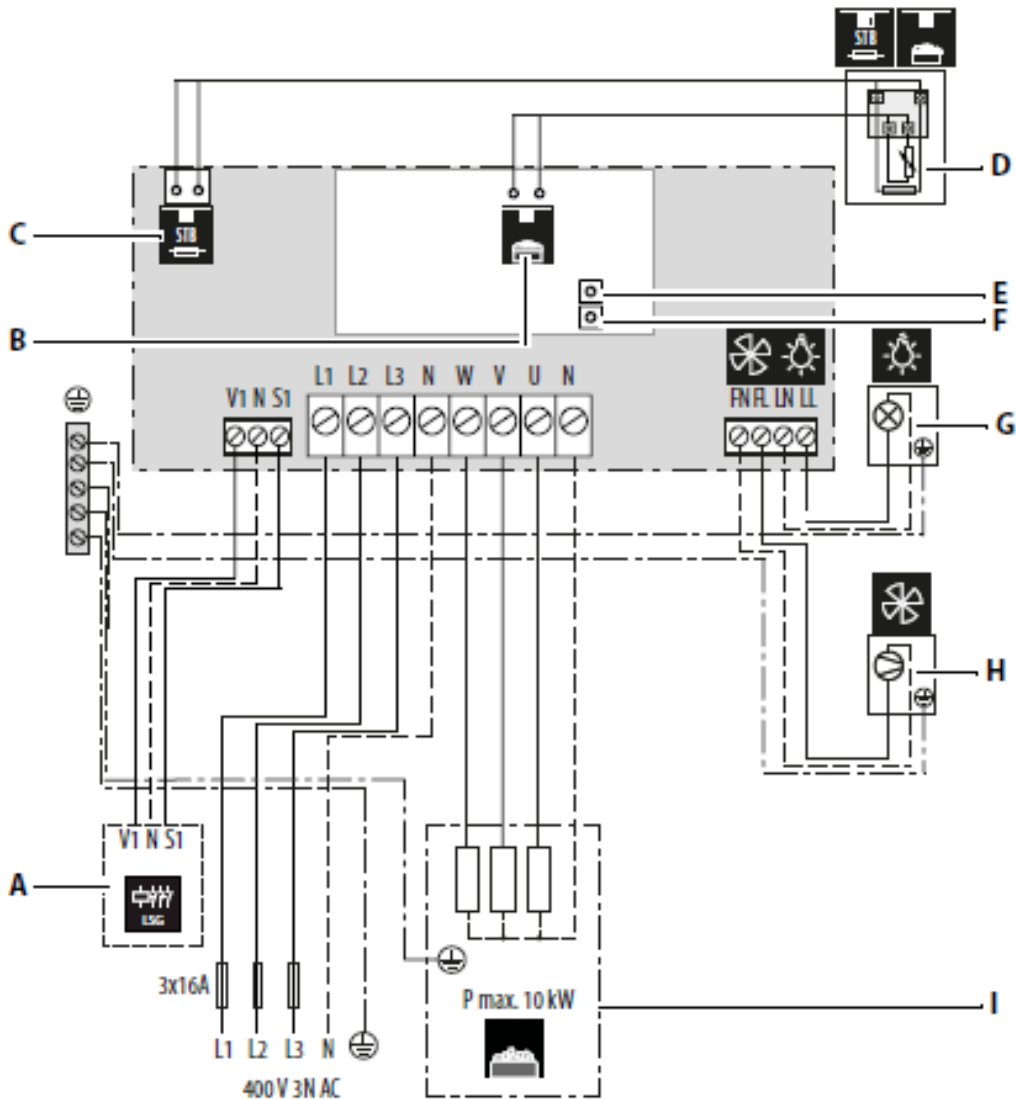 STB
D
C
STB
E
F
B
L1 L2 L3 N W V U N
V1 N S1
FN FL LN LL
G
H
V1 N S1
A
LSG
3x16A
P max. 10 kW
I
L1 L2 L3 N
400 V 3N AC